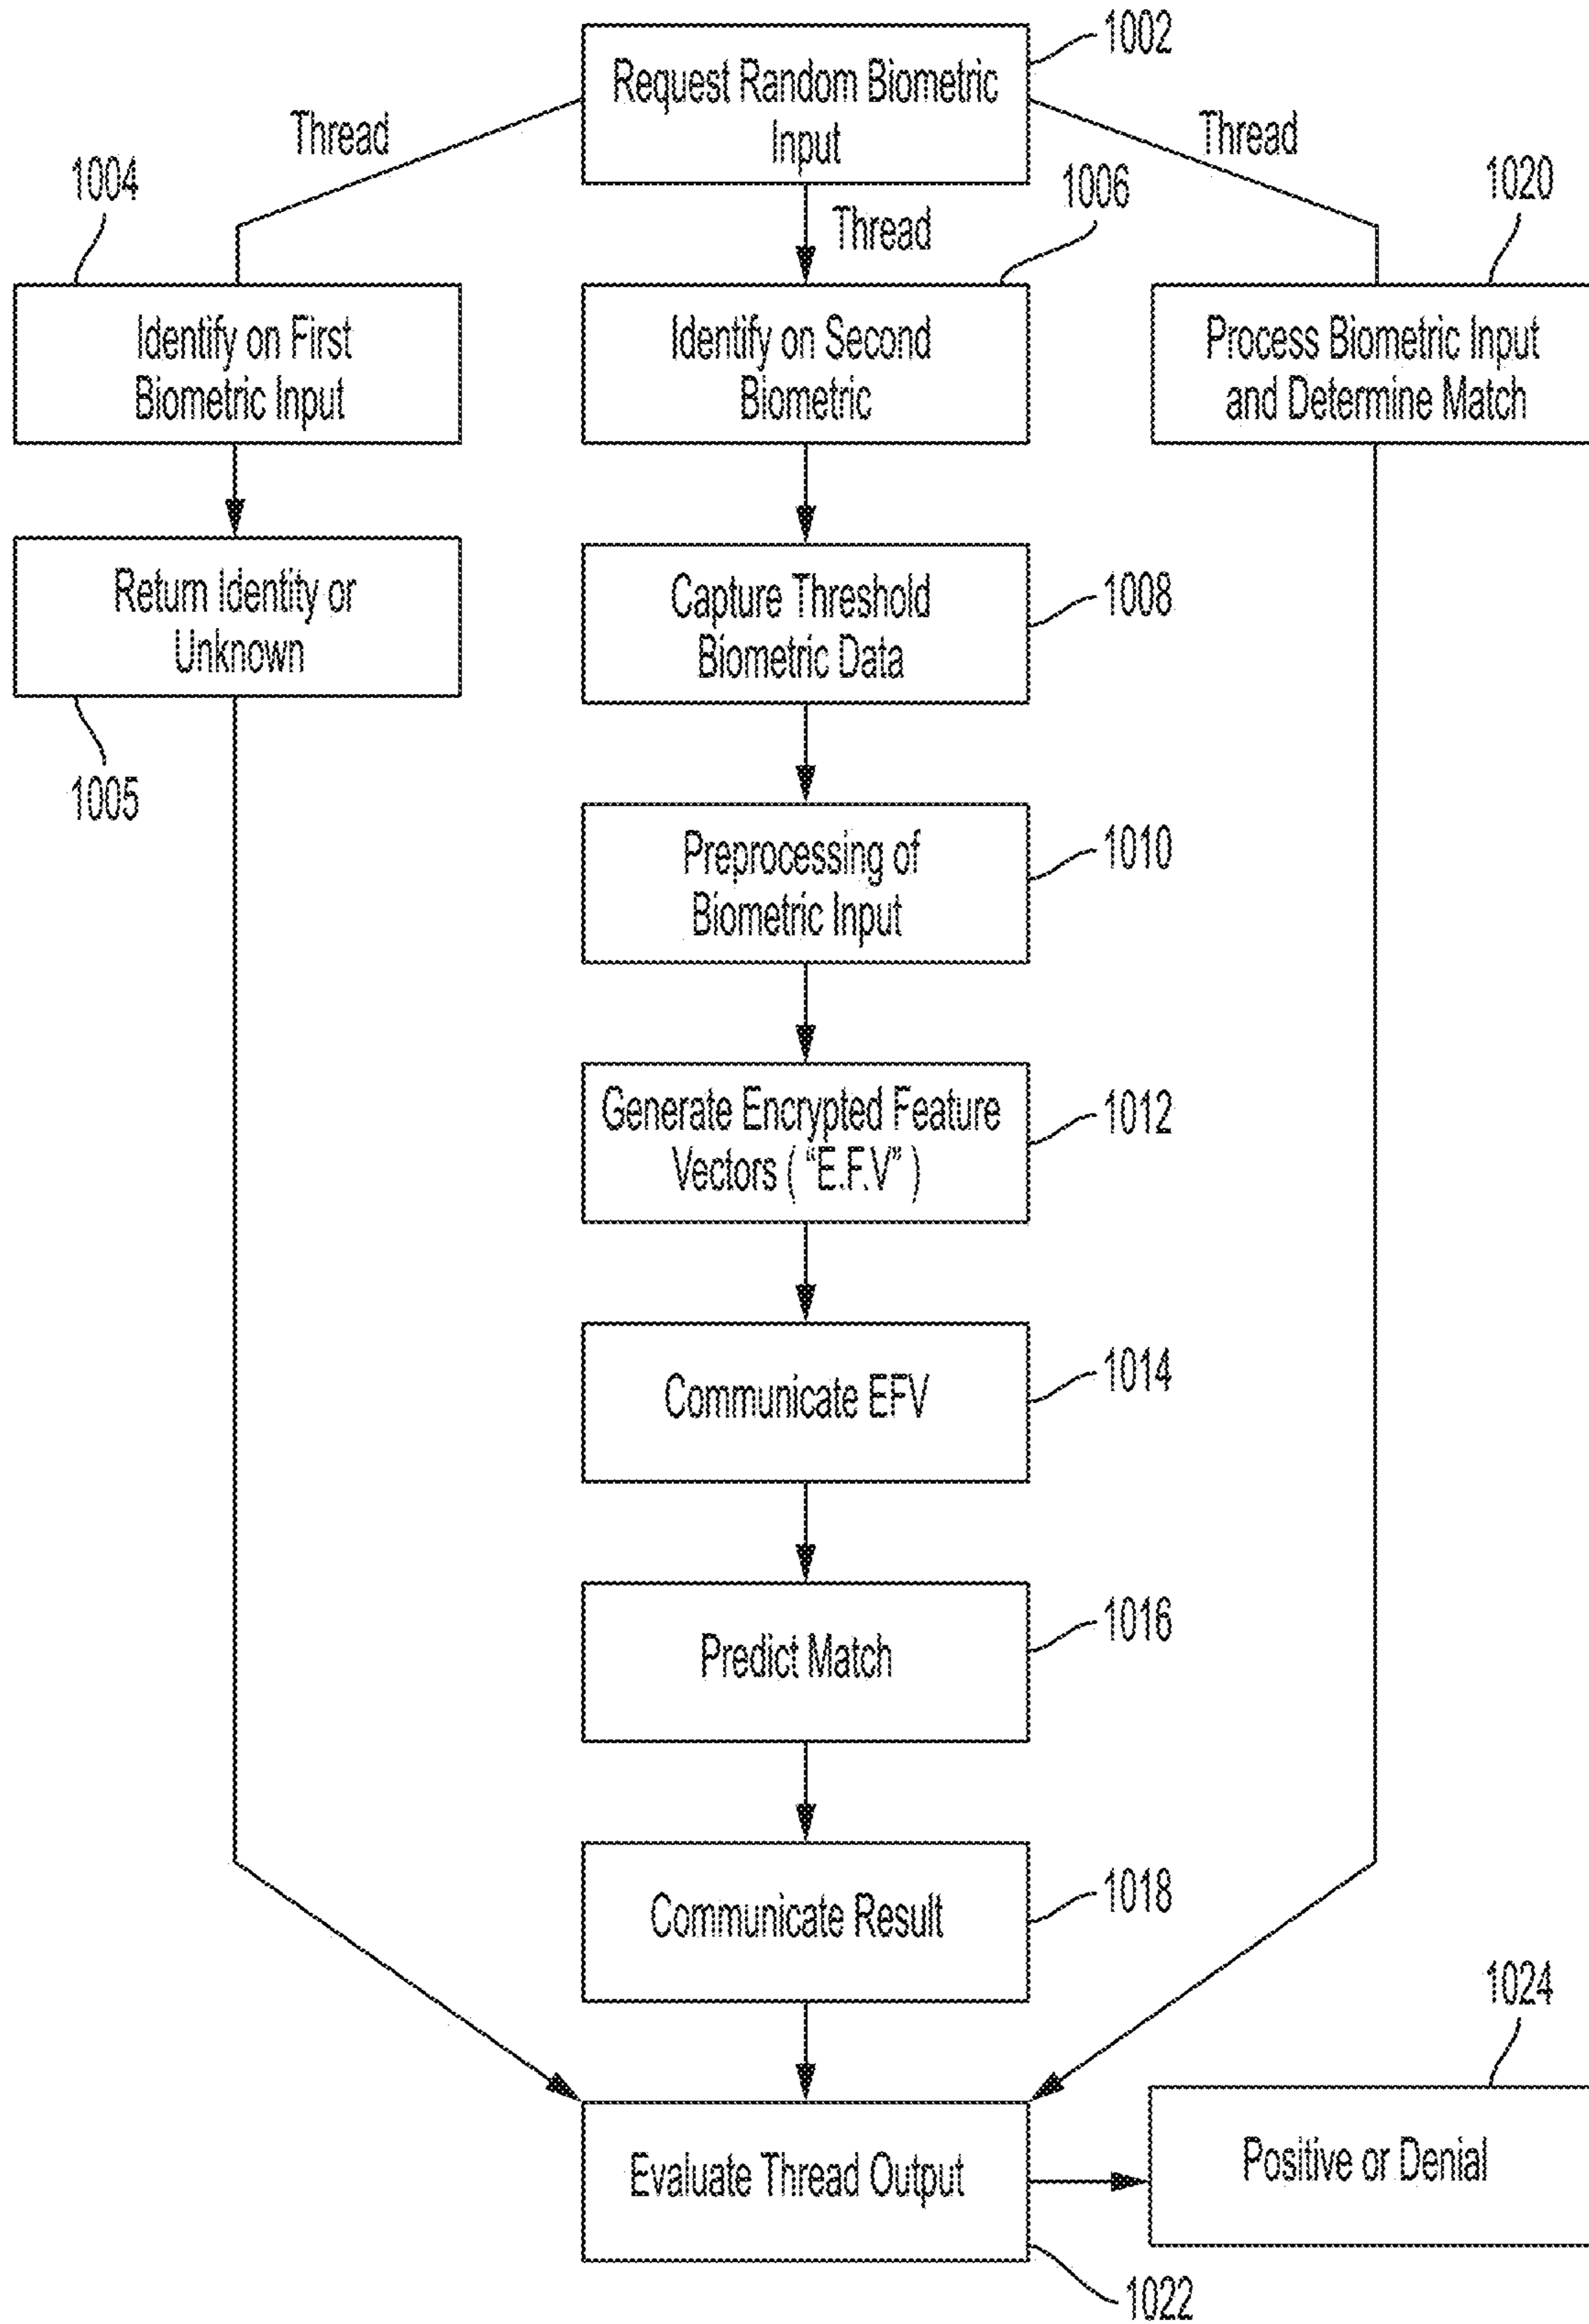 1002
Request Random Biometric
Input
Thread
Thread
Thread
1004
1006
1020
Identify on First
Biometric Input
Identify on Second
Biometric
Process Biometric Input
and Determine Match
Return Identity or
Unknown
1005
Capture Threshold
Biometric Data
1008
Preprocessing of
Biometric Input
1010
Generate Encrypted Feature
Vectors ( “E.F.V” )
1012
Communicate EFV
1014
Predict Match
1016
Communicate Result
1018
1024
Evaluate Thread Output
Positive or Denial
1022